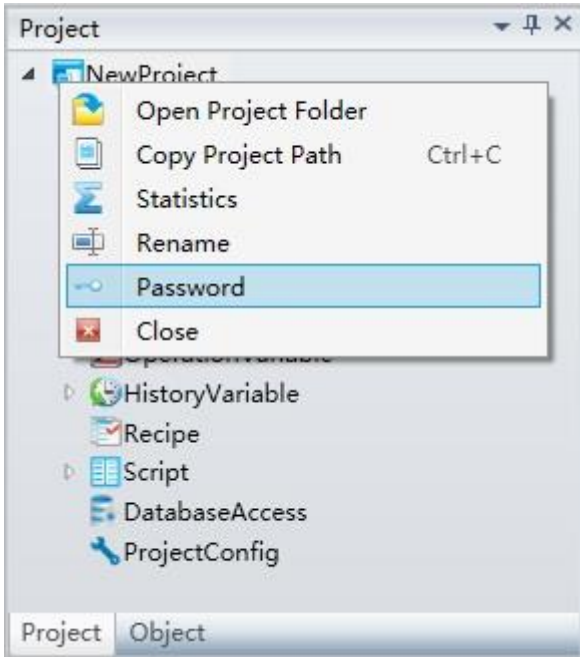 Project
NewProject
Open Project Folder
Copy Project Path Ctrl+C
Statistics
Rename
Password
Close
OperationVariable
HistoryVariable
Recipe
Script
DatabaseAccess
ProjectConfig
Project Object